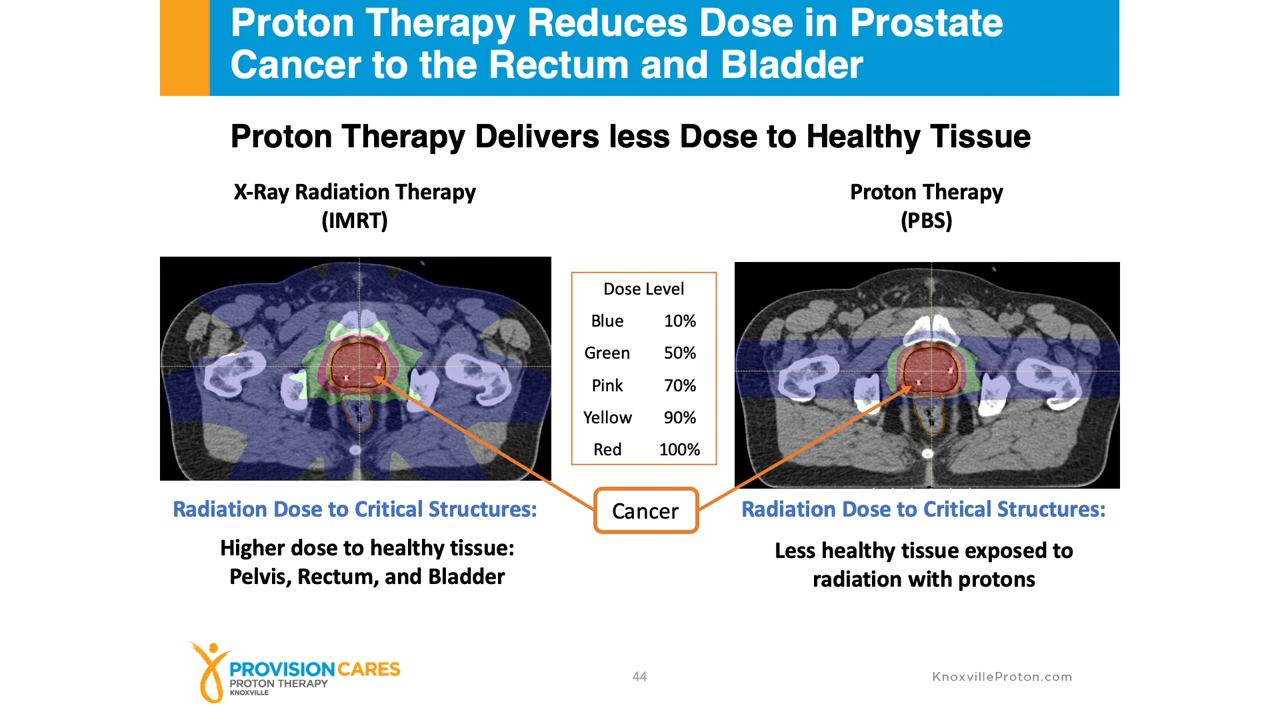 Proton Therapy Reduces Dose in Prostate
Cancer to the Rectum and Bladder
Proton Therapy Delivers less Dose to Healthy Tissue
X-Ray Radiation Therapy
(IMRT)
Proton Therapy
(PBS)
Dose Level
Blue 10%
Green 50%
Pink 70%
Yellow 90%
Red 100%
Cancer
Radiation Dose to Critical Structures:
Higher dose to healthy tissue:
Pelvis, Rectum, and Bladder
Radiation Dose to Critical Structures:
Less healthy tissue exposed to
radiation with protons
PROVISION CARES
PROTON THERAPY
KNOXVILLE
44
KnoxvilleProton.com